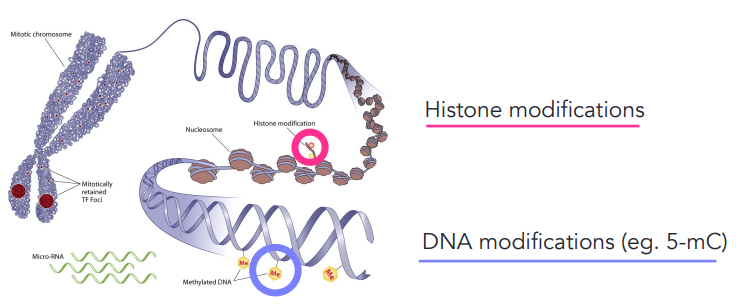 Mitotic chromosome
Histone modification
Nucleosome
Histone modifications
Mitotically
retained
TF Foci
DNA modifications (eg. 5-mC)
Micro-RNA
Methylated DNA
Me
Me
Me